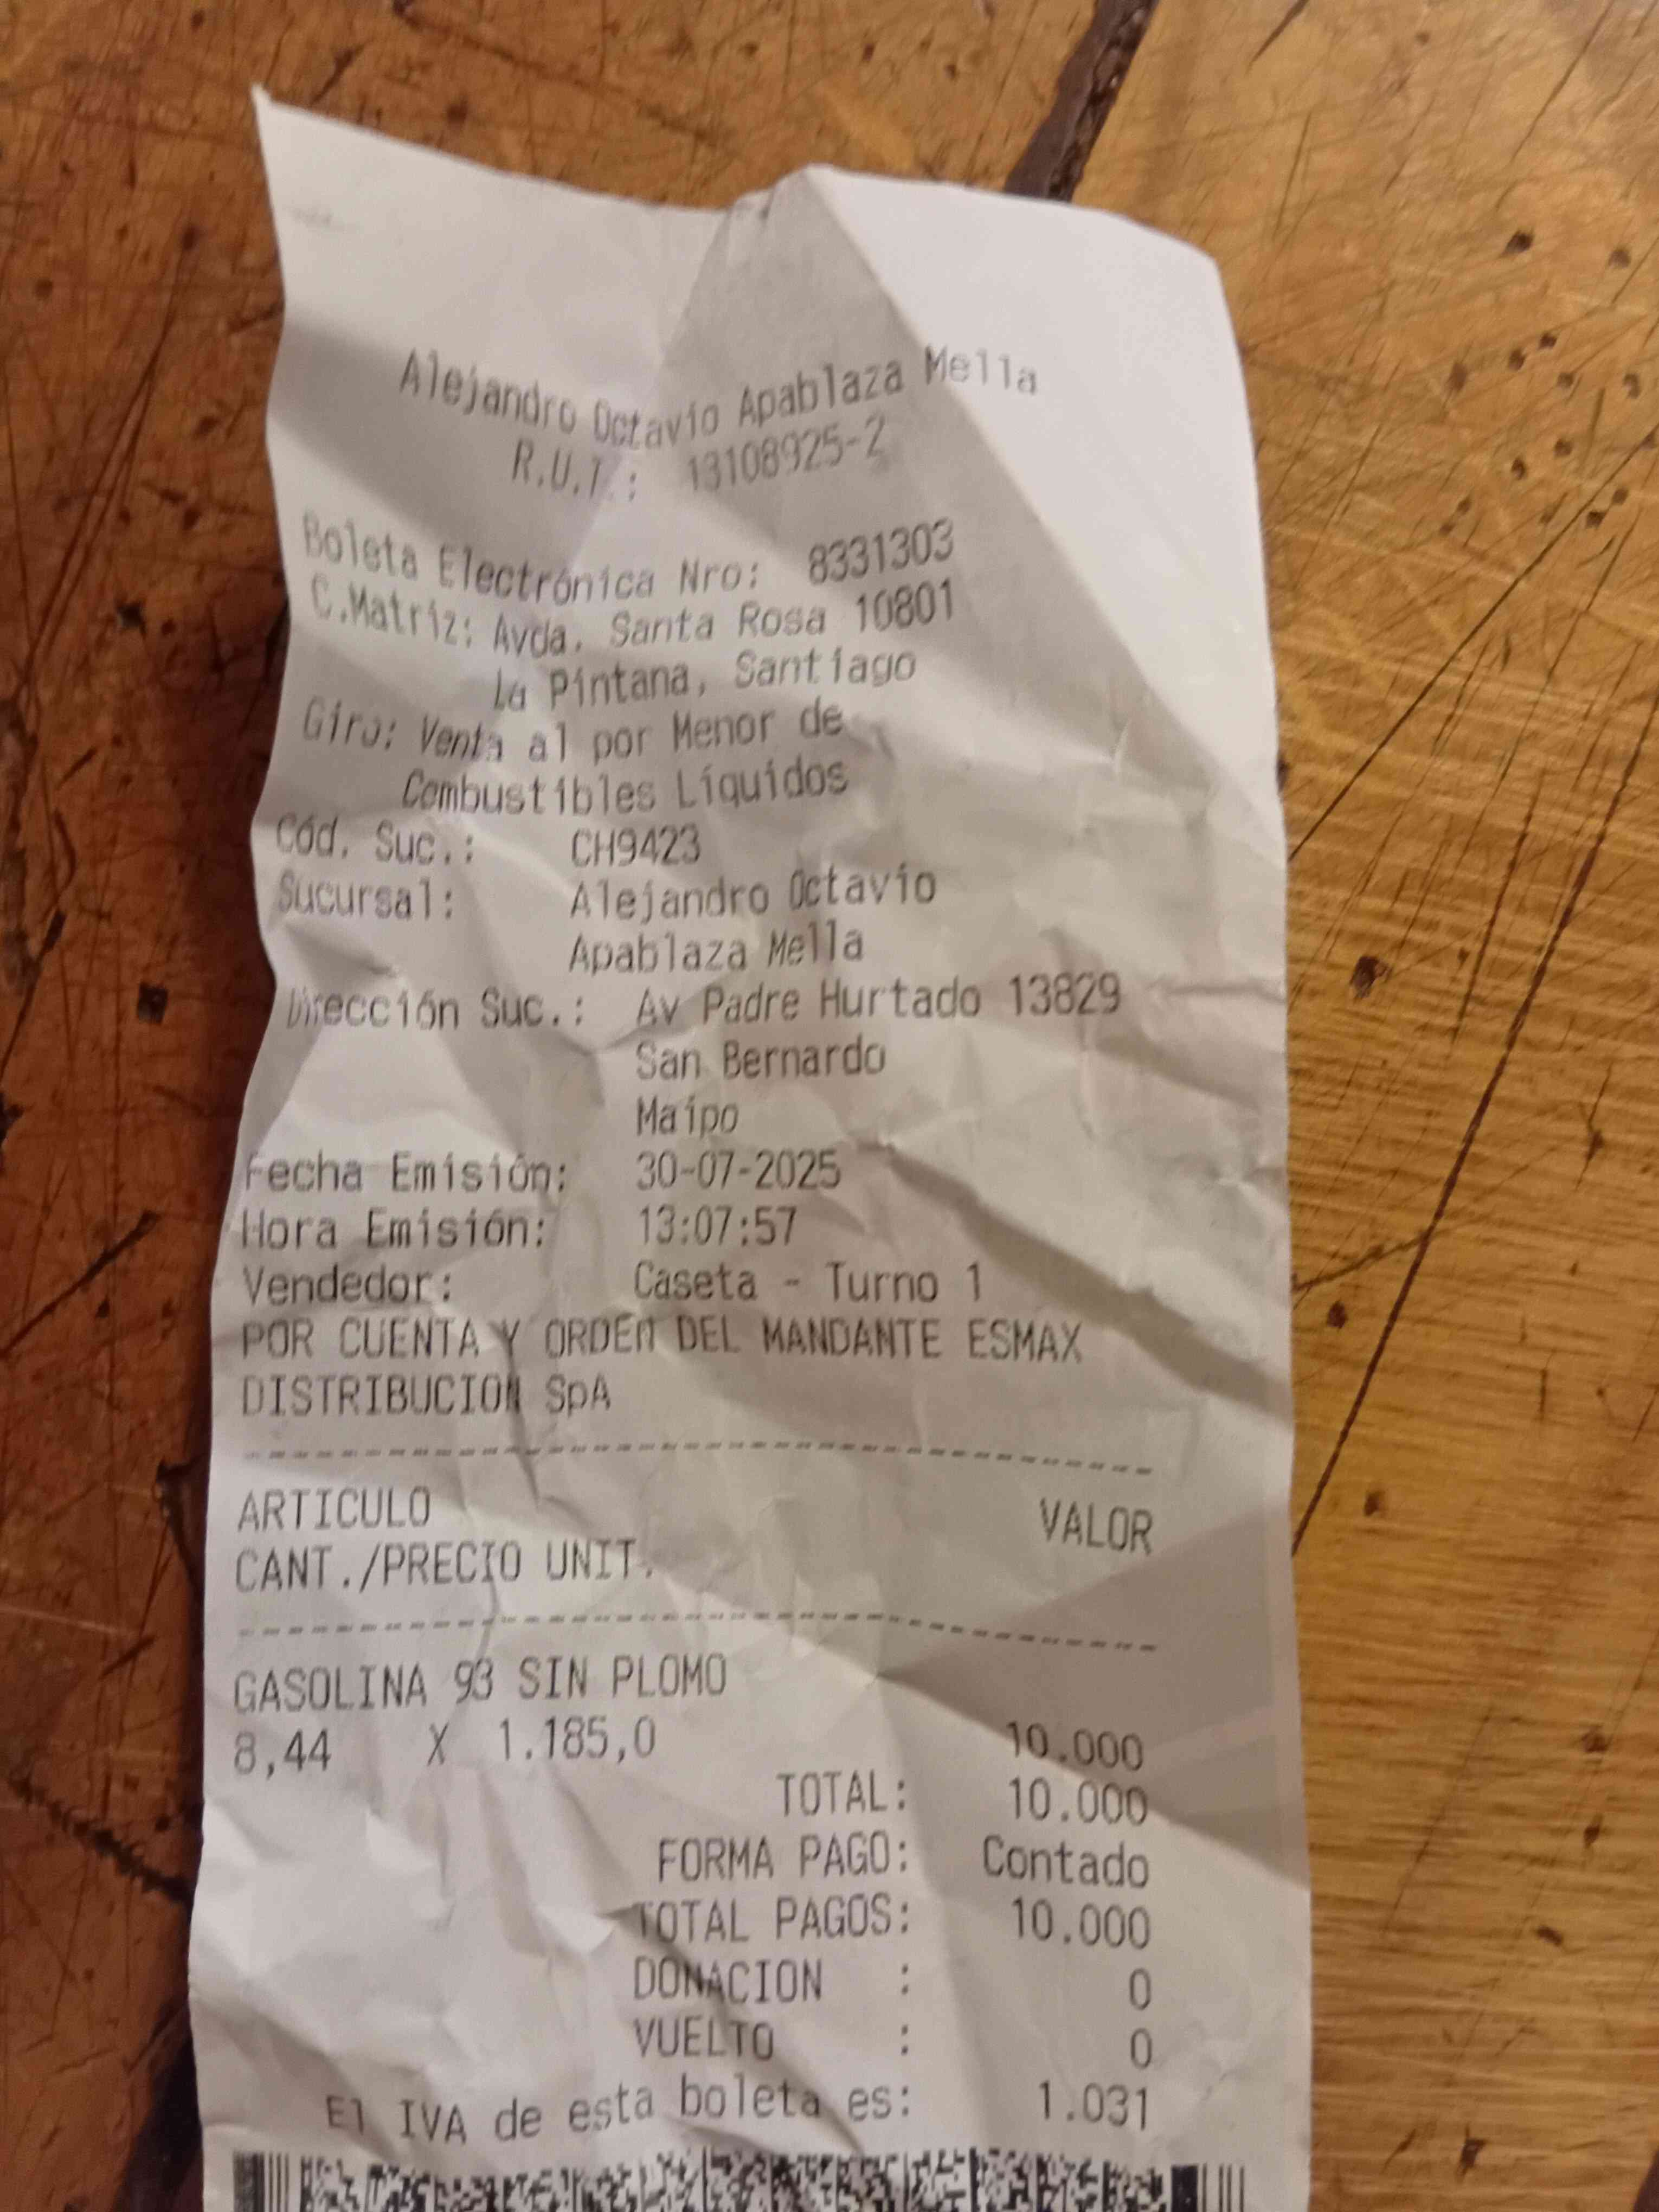 Alejandro Octavio Apablaza Mella
R.U.T.: 13108925-2
Boleta Electrónica Nro: 8331303
C.Matriz: Avda. Santa Rosa 10801
La Pintana, Santiago
Giro: Venta al por Menor de
Combustibles Líquidos
Cód. Suc.: CH9423
Sucursal: Alejandro Octavio
Apablaza Mella
Dirección Suc.: Av Padre Hurtado 13829
San Bernardo
Maipo
Fecha Emisión: 30-07-2025
Hora Emisión: 13:07:57
Vendedor: Caseta - Turno 1
POR CUENTA Y ORDEN DEL MANDANTE ESMAX
DISTRIBUCION SpA
ARTICULO VALOR
CANT./PRECIO UNIT.
GASOLINA 93 SIN PLOMO
8,44 X 1.185,0 10.000
TOTAL: 10.000
FORMA PAGO: Contado
TOTAL PAGOS: 10.000
DONACION : 0
VUELTO : 0
El IVA de esta boleta es: 1.031